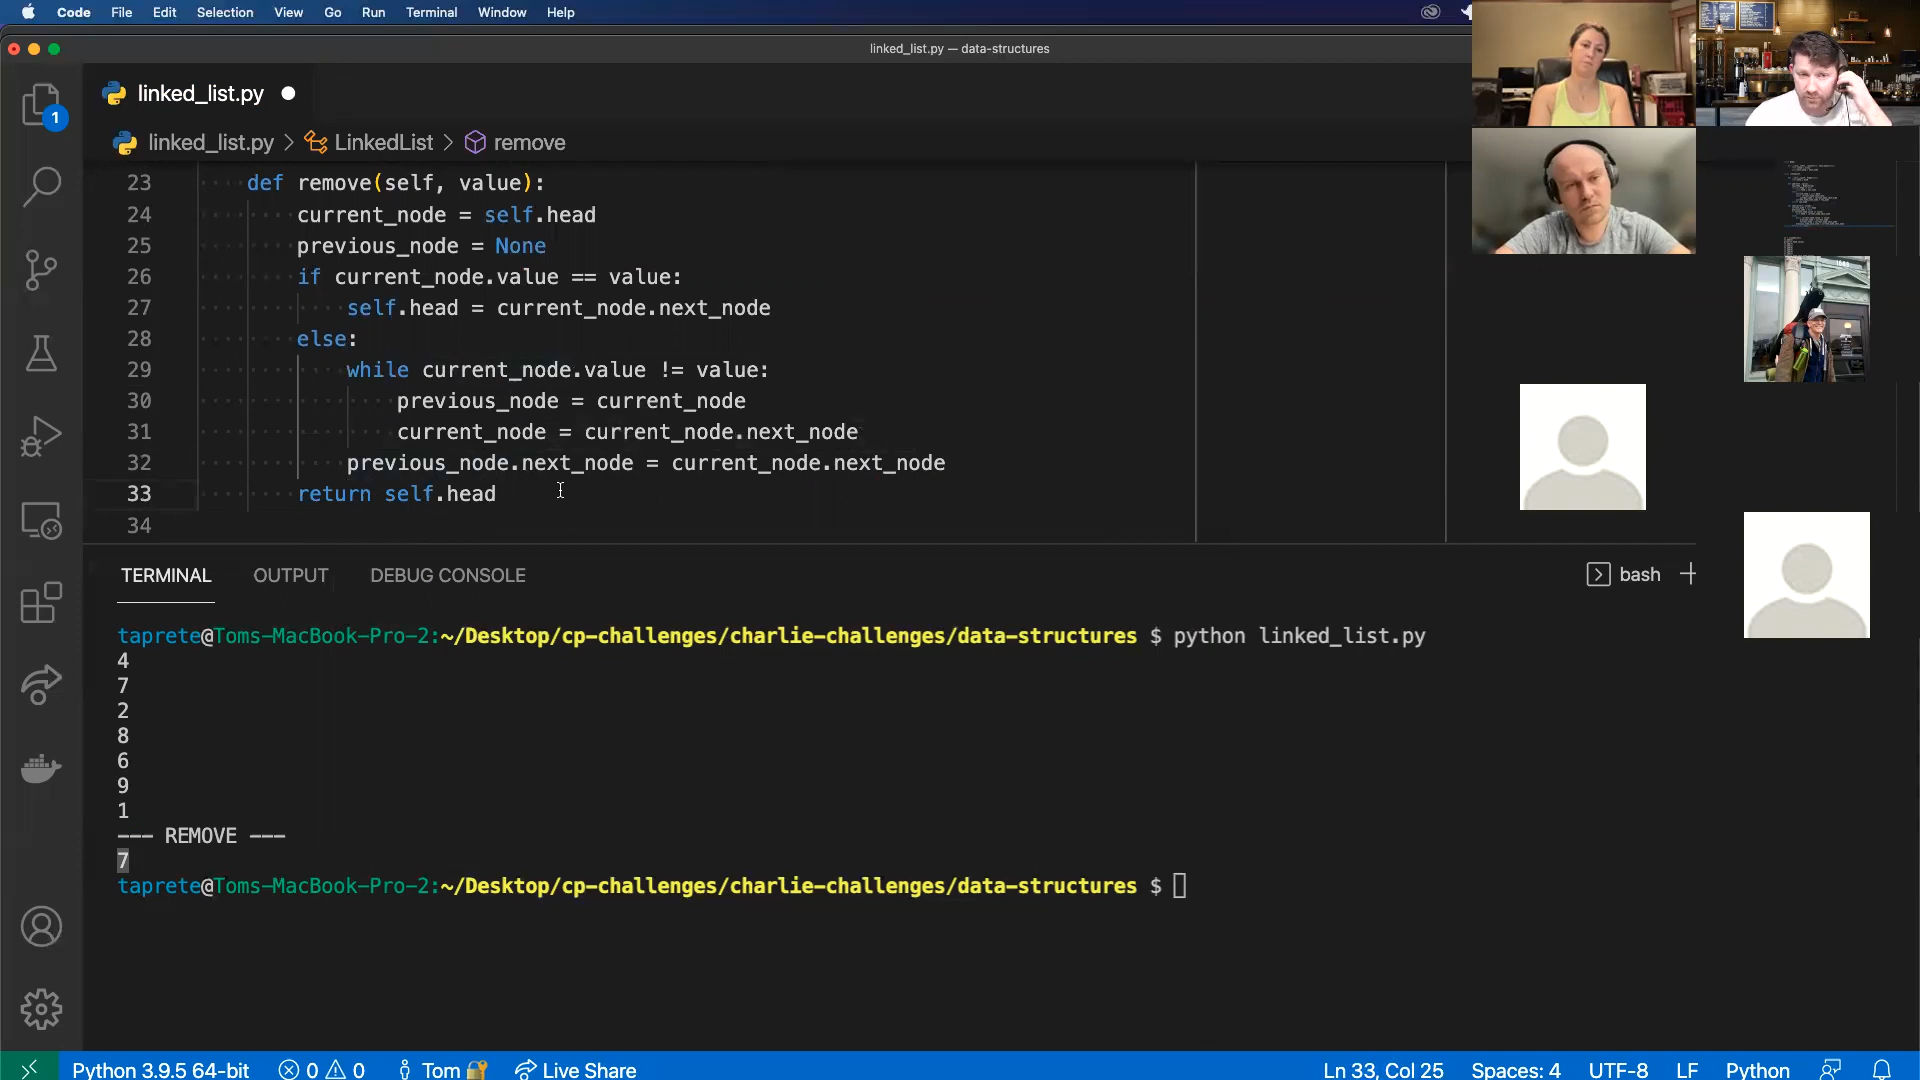 Code File Edit Selection View Go Run Terminal Window Help
linked_list.py — data-structures
linked_list.py
1
linked_list.py > LinkedList > remove
23 def remove(self, value):
24 current_node = self.head
25 previous_node = None
26 if current_node.value == value:
27 self.head = current_node.next_node
28 else:
29 while current_node.value != value:
30 previous_node = current_node
31 current_node = current_node.next_node
32 previous_node.next_node = current_node.next_node
33 return self.head
34
TERMINAL OUTPUT DEBUG CONSOLE bash
taprete@Toms-MacBook-Pro-2:~/Desktop/cp-challenges/charlie-challenges/data-structures $ python linked_list.py
4
7
2
8
6
9
1
--- REMOVE ---
7
taprete@Toms-MacBook-Pro-2:~/Desktop/cp-challenges/charlie-challenges/data-structures $
Python 3.9.5 64-bit 0 0 Tom Live Share Ln 33, Col 25 Spaces: 4 UTF-8 LF Python